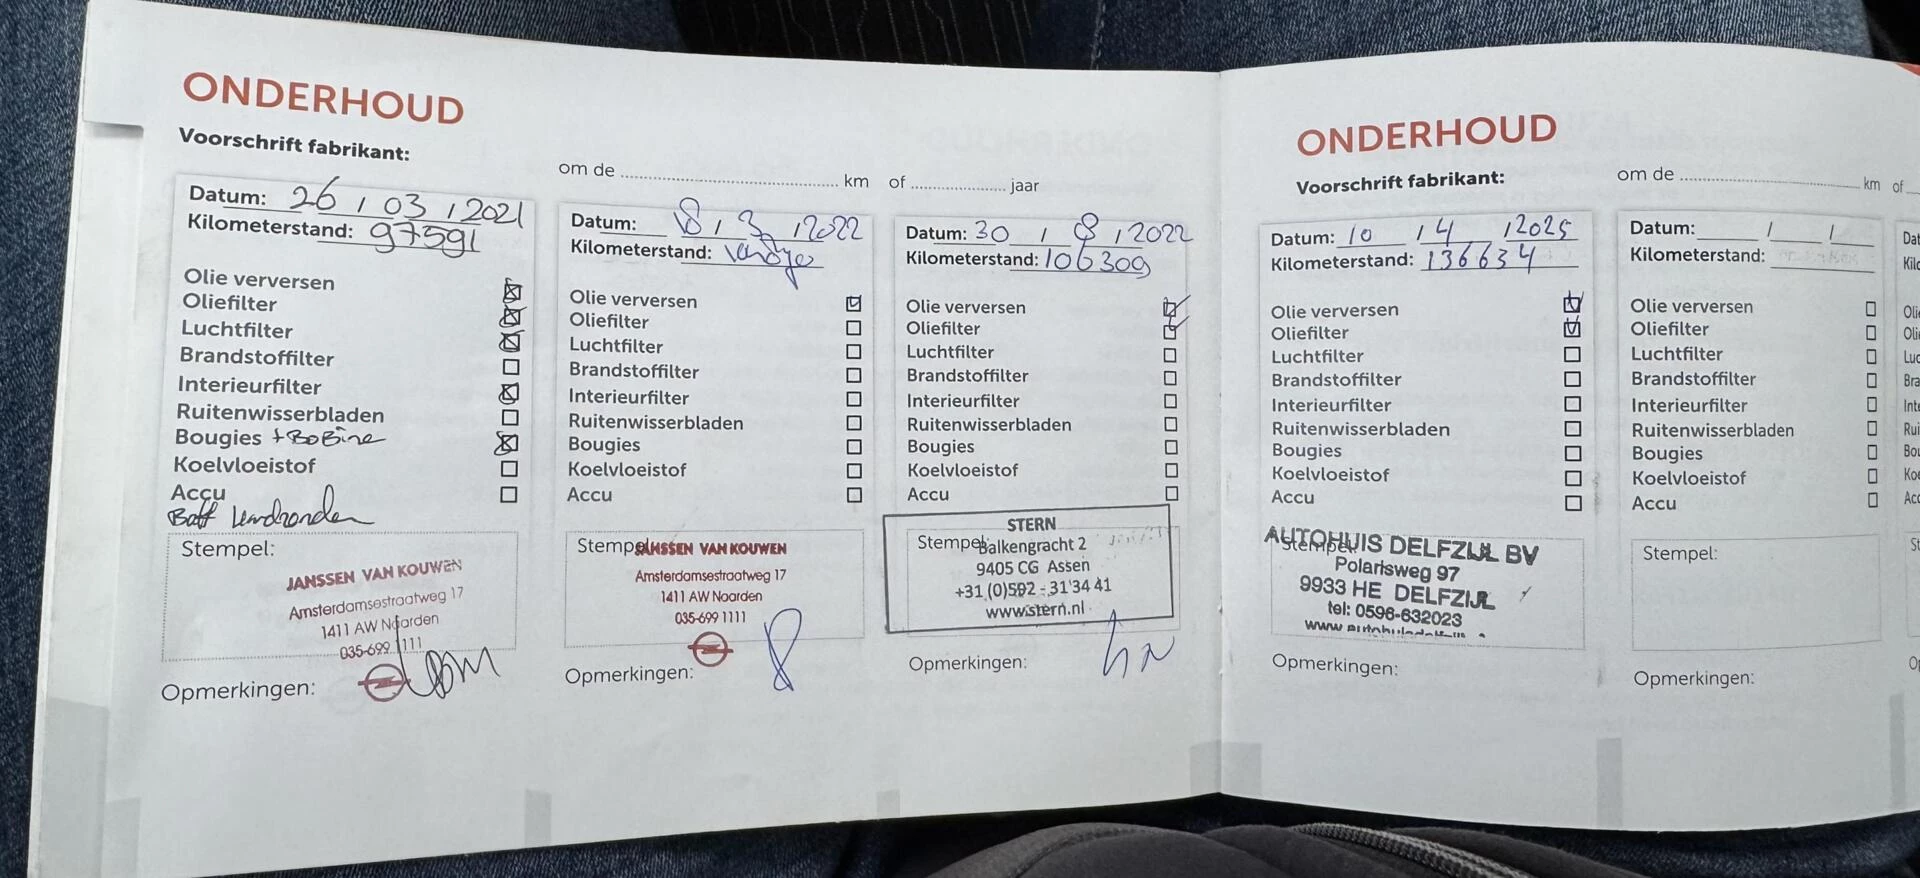 ONDERHOUD
Voorschrift fabrikant:
om de km of jaar
Datum: 26 / 03 / 2021
Kilometerstand: 97591
Olie verversen
Oliefilter
Luchtfilter
Brandstoffilter
Interieurfilter
Ruitenwisserbladen
Bougies + BoBine
Koelvloeistof
Accu
Stempel:
JANSSEN VAN KOUWEN
Amsterdamsestraatweg 17
1411 AW Naarden
035-699 1111
Opmerkingen:
Datum: 8 / 3 / 2022
Kilometerstand:
Olie verversen
Oliefilter
Luchtfilter
Brandstoffilter
Interieurfilter
Ruitenwisserbladen
Bougies
Koelvloeistof
Accu
Stempel:
JANSSEN VAN KOUWEN
Amsterdamsestraatweg 17
1411 AW Naarden
035-699 1111
Opmerkingen:
Datum: 30 / 8 / 2022
Kilometerstand: 106309
Olie verversen
Oliefilter
Luchtfilter
Brandstoffilter
Interieurfilter
Ruitenwisserbladen
Bougies
Koelvloeistof
Accu
STERN
Stempel:
Balkengracht 2
9405 CG Assen
+31 (0)592 - 31 34 41
www.stern.nl
Opmerkingen:
ONDERHOUD
Voorschrift fabrikant:
om de km of
Datum: 10 / 4 / 2025
Kilometerstand: 136634
Olie verversen
Oliefilter
Luchtfilter
Brandstoffilter
Interieurfilter
Ruitenwisserbladen
Bougies
Koelvloeistof
Accu
AUTOHUIS DELFZIJL BV
Stempel:
Polarisweg 97
9933 HE DELFZIJL
tel: 0596-632023
Opmerkingen:
Datum: / /
Kilometerstand:
Olie verversen
Oliefilter
Luchtfilter
Brandstoffilter
Interieurfilter
Ruitenwisserbladen
Bougies
Koelvloeistof
Accu
Stempel:
Opmerkingen: